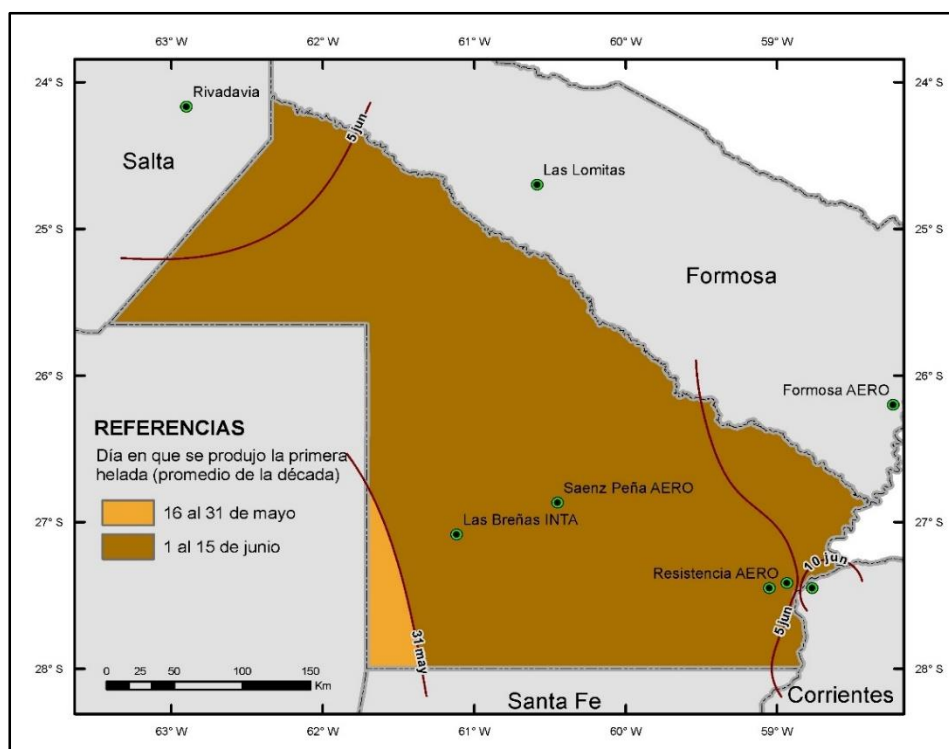 63° W
62° W
61° W
60° W
59° W
24° S
24° S
Rivadavia
5 jun
Salta
Las Lomitas
25° S
25° S
Formosa
26° S
26° S
Formosa AERO
REFERENCIAS
Día en que se produjo la primera
helada (promedio de la década)
16 al 31 de mayo
1 al 15 de junio
Saenz Peña AERO
27° S
27° S
Las Breñas INTA
Resistencia AERO
10 jun
5 jun
31 may
28° S
28° S
0
25
50
100
150
Km
Santa Fe
Corrientes
63° W
62° W
61° W
60° W
59° W